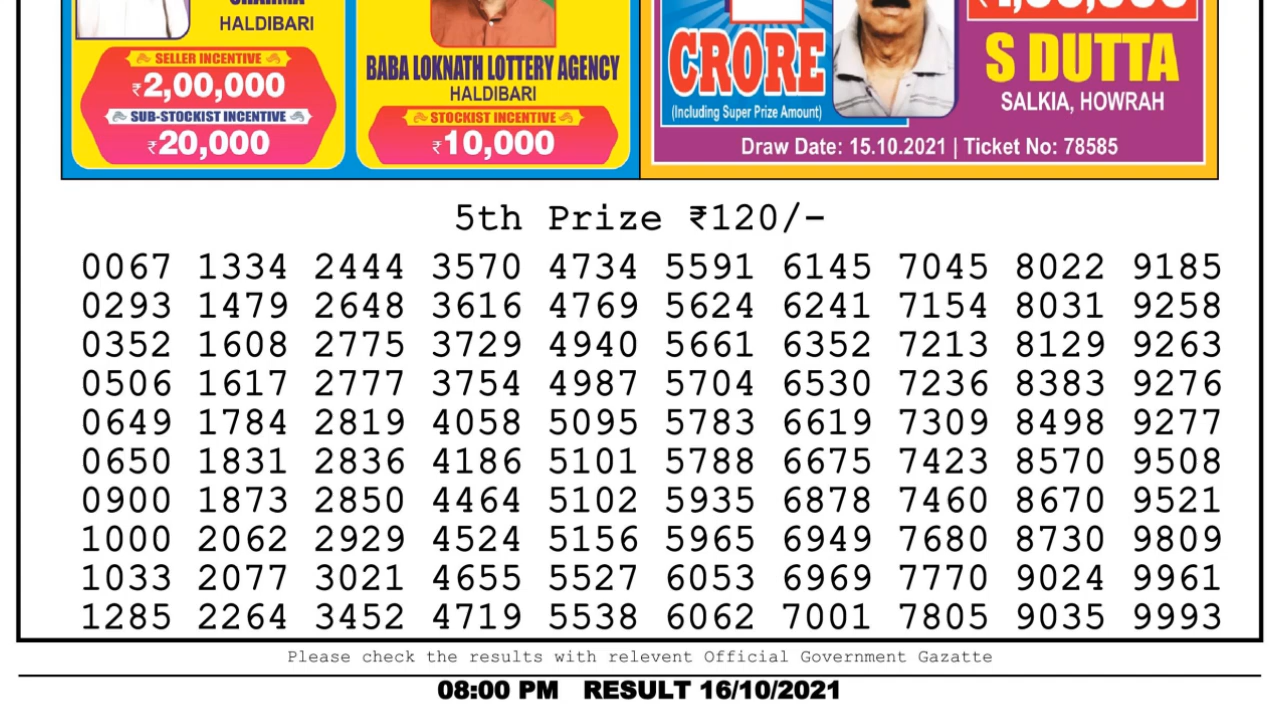 SHARMA
HALDIBARI
SELLER INCENTIVE
₹2,00,000
SUB-STOCKIST INCENTIVE
₹20,000
BABA LOKNATH LOTTERY AGENCY
HALDIBARI
STOCKIST INCENTIVE
₹10,000
CRORE
(Including Super Prize Amount)
S DUTTA
SALKIA, HOWRAH
Draw Date: 15.10.2021 | Ticket No: 78585
5th Prize ₹120/-
0067 1334 2444 3570 4734 5591 6145 7045 8022 9185
0293 1479 2648 3616 4769 5624 6241 7154 8031 9258
0352 1608 2775 3729 4940 5661 6352 7213 8129 9263
0506 1617 2777 3754 4987 5704 6530 7236 8383 9276
0649 1784 2819 4058 5095 5783 6619 7309 8498 9277
0650 1831 2836 4186 5101 5788 6675 7423 8570 9508
0900 1873 2850 4464 5102 5935 6878 7460 8670 9521
1000 2062 2929 4524 5156 5965 6949 7680 8730 9809
1033 2077 3021 4655 5527 6053 6969 7770 9024 9961
1285 2264 3452 4719 5538 6062 7001 7805 9035 9993
Please check the results with relevent Official Government Gazatte
08:00 PM RESULT 16/10/2021